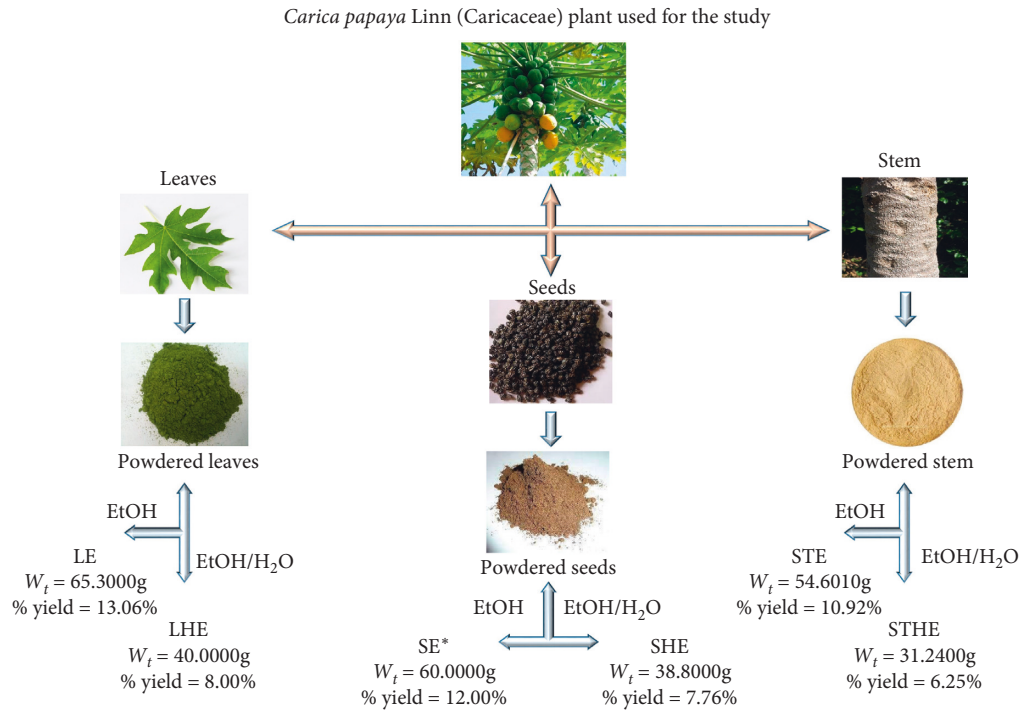 Carica papaya Linn (Caricaceae) plant used for the study
Leaves
Stem
Seeds
Powdered leaves
Powdered stem
Powdered seeds
EtOH
EtOH/H₂O
LE
Wₜ = 65.3000g
% yield = 13.06%
LHE
Wₜ = 40.0000g
% yield = 8.00%
EtOH
EtOH/H₂O
SE*
Wₜ = 60.0000g
% yield = 12.00%
SHE
Wₜ = 38.8000g
% yield = 7.76%
EtOH
EtOH/H₂O
STE
Wₜ = 54.6010g
% yield = 10.92%
STHE
Wₜ = 31.2400g
% yield = 6.25%